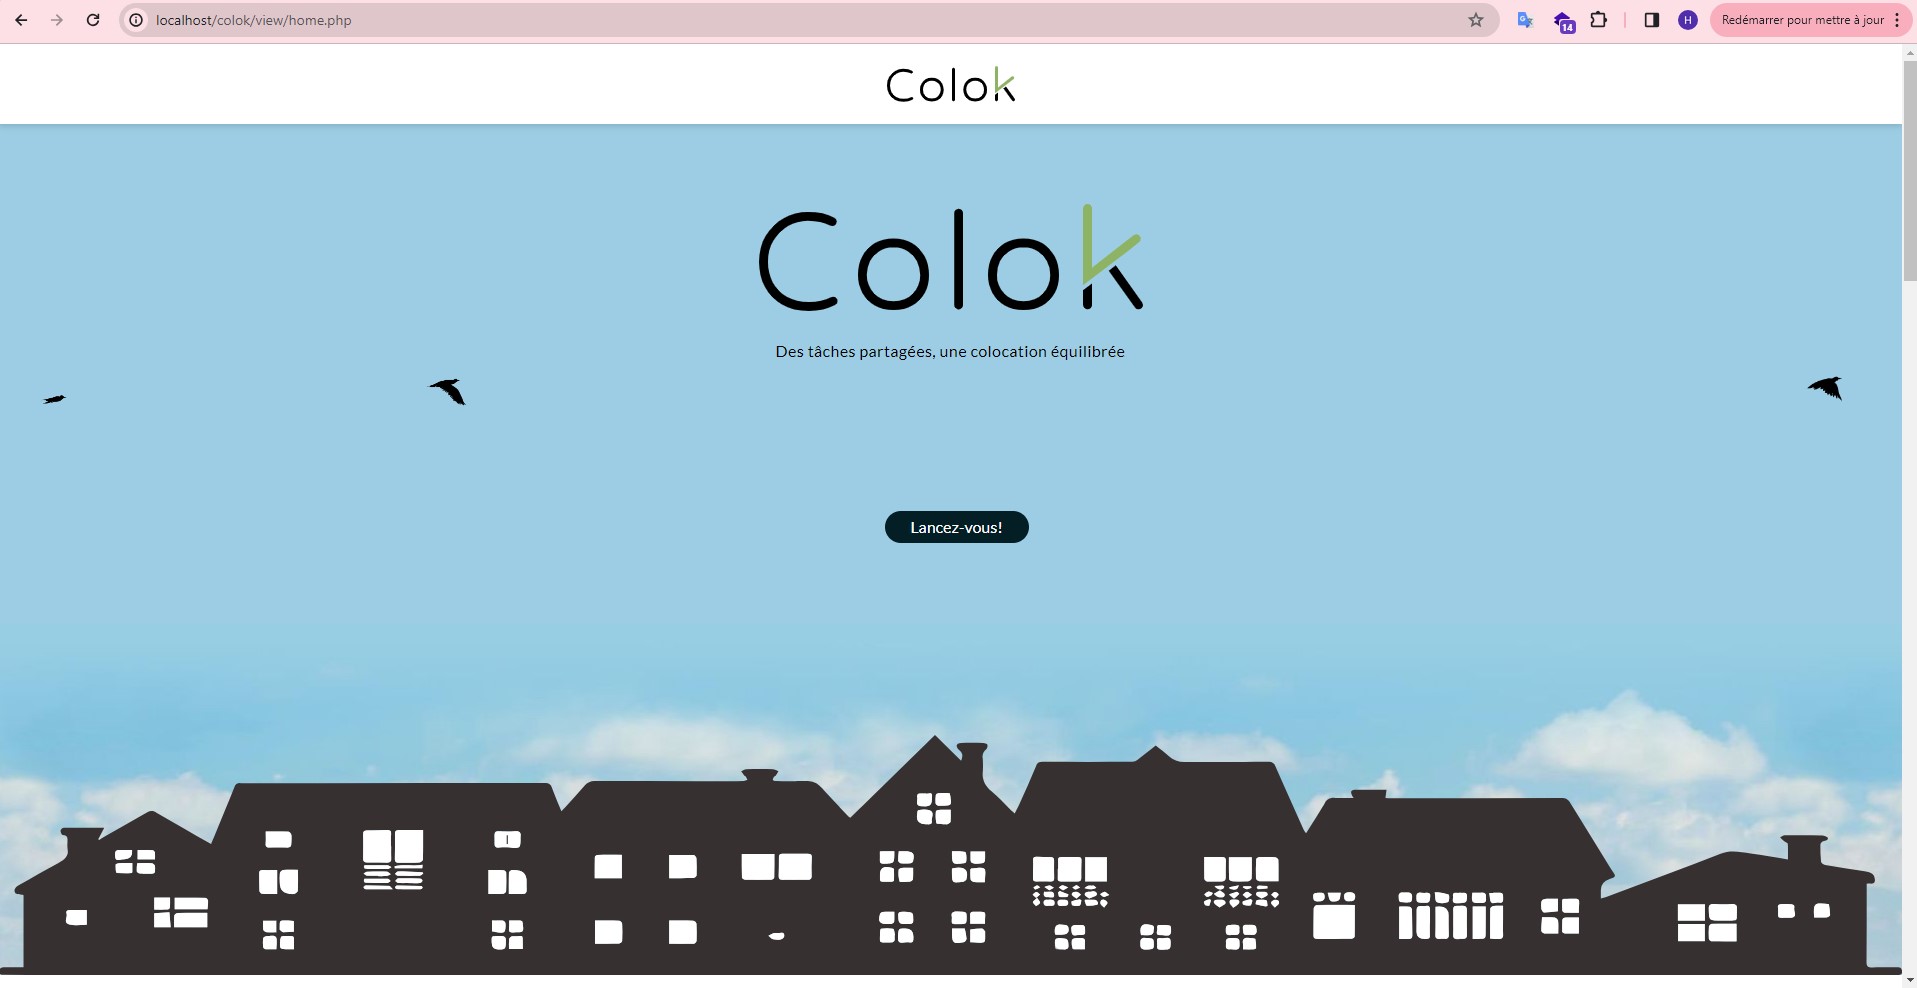 localhost/colok/view/home.php
14
H
Redémarrer pour mettre à jour
Colok
Colok
Des tâches partagées, une colocation équilibrée
Lancez-vous!